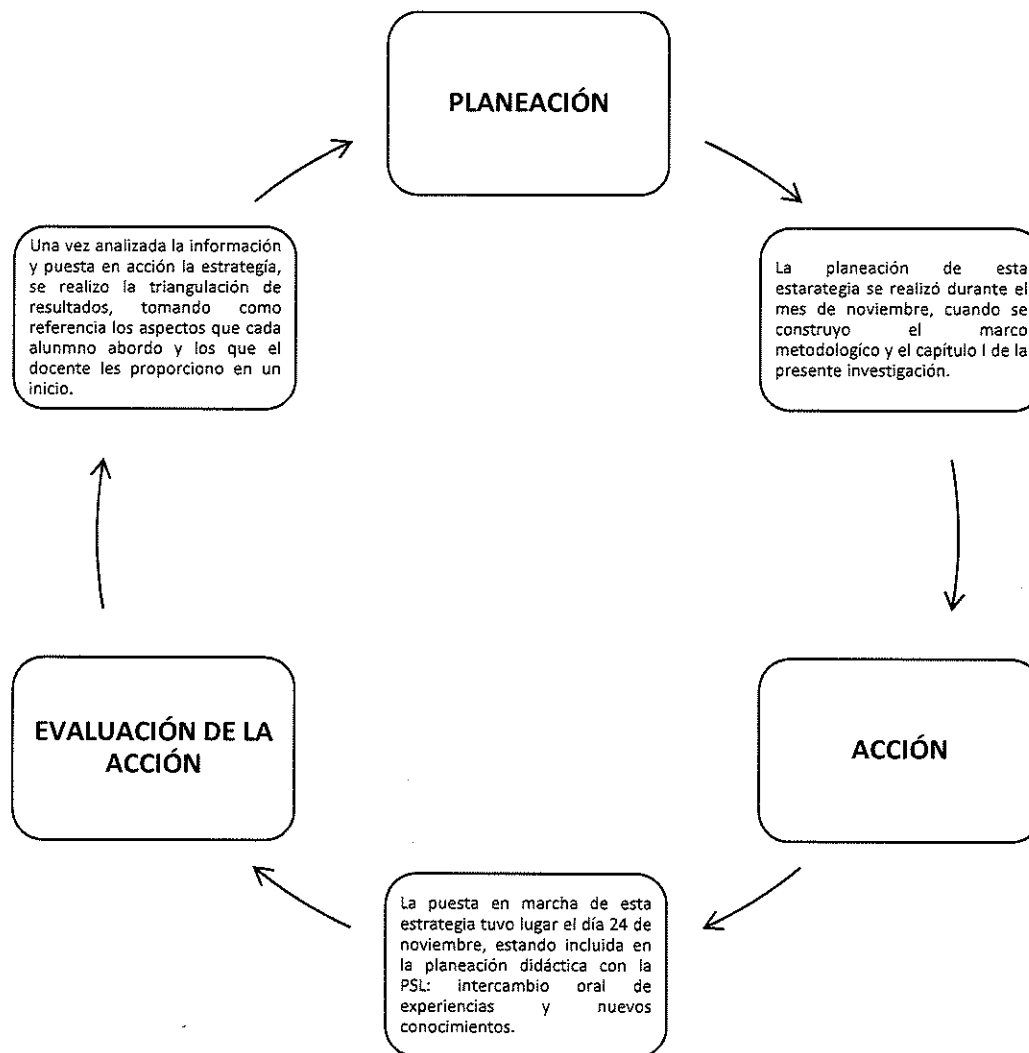 PLANEACIÓN
La planeación de esta
estarategia se realizó durante el
mes de noviembre, cuando se
construyo el marco
metodologíco y el capítulo I de la
presente investigación.
ACCIÓN
La puesta en marcha de esta
estrategia tuvo lugar el día 24 de
noviembre, estando incluida en
la planeación didáctica con la
PSL: intercambio oral de
experiencias y nuevos
conocimientos.
EVALUACIÓN DE LA
ACCIÓN
Una vez analizada la información
y puesta en acción la estrategía,
se realizo la triangulación de
resultados, tomando como
referencia los aspectos que cada
alunmno abordo y los que el
docente les proporciono en un
inicio.